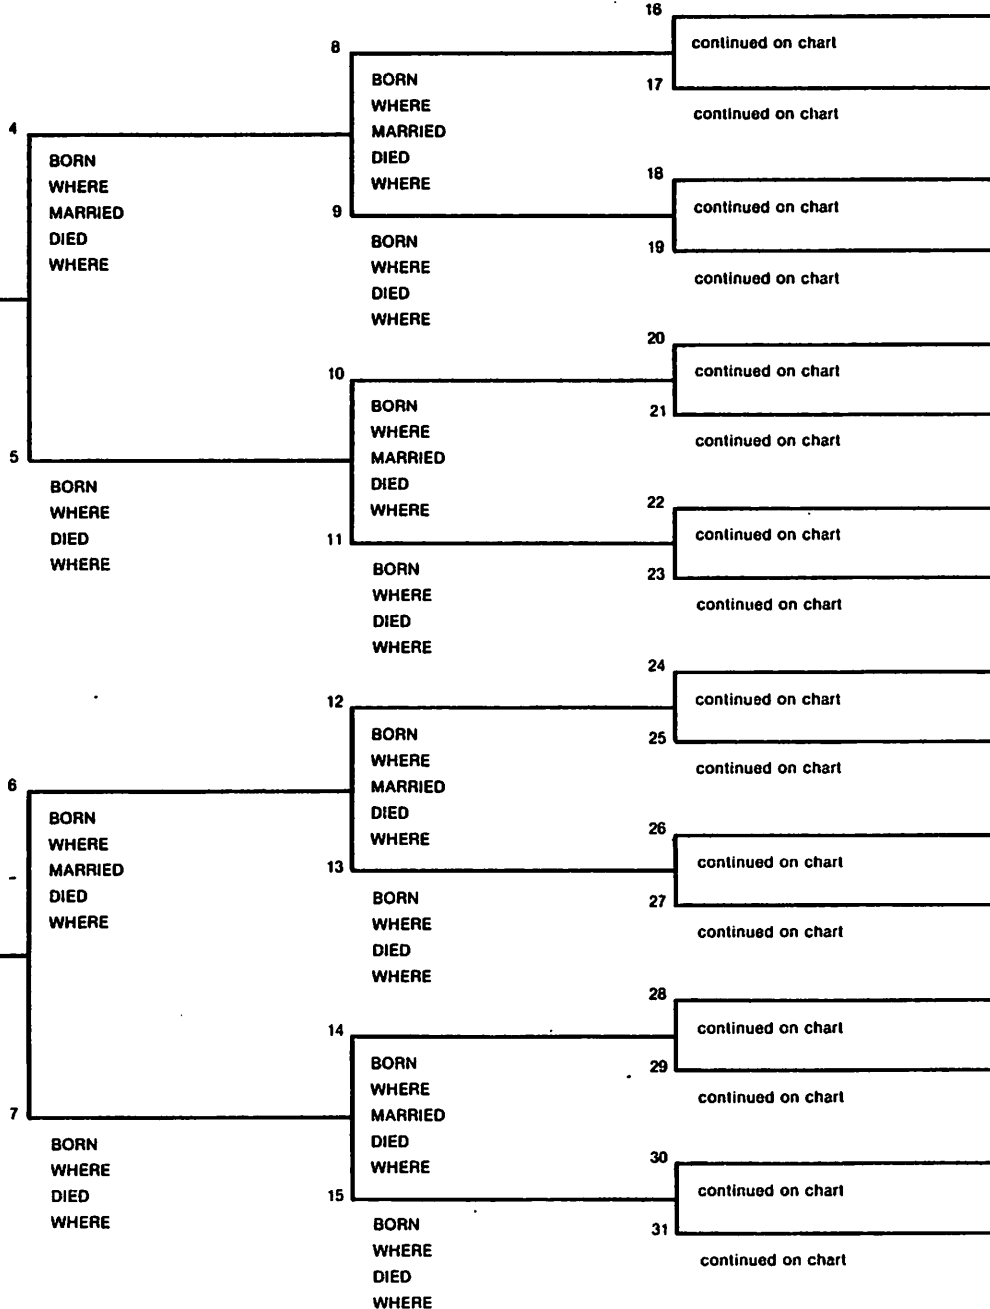 16
continued on chart
8
BORN
WHERE
MARRIED
DIED
WHERE
17
continued on chart
4
BORN
WHERE
MARRIED
DIED
WHERE
18
continued on chart
9
BORN
WHERE
DIED
WHERE
19
continued on chart
20
continued on chart
10
BORN
WHERE
MARRIED
DIED
WHERE
21
continued on chart
5
BORN
WHERE
DIED
WHERE
22
continued on chart
11
BORN
WHERE
DIED
WHERE
23
continued on chart
24
continued on chart
12
BORN
WHERE
MARRIED
DIED
WHERE
25
continued on chart
6
BORN
WHERE
MARRIED
DIED
WHERE
26
continued on chart
13
BORN
WHERE
DIED
WHERE
27
continued on chart
28
continued on chart
14
BORN
WHERE
MARRIED
DIED
WHERE
29
continued on chart
7
BORN
WHERE
DIED
WHERE
30
continued on chart
15
BORN
WHERE
DIED
WHERE
31
continued on chart